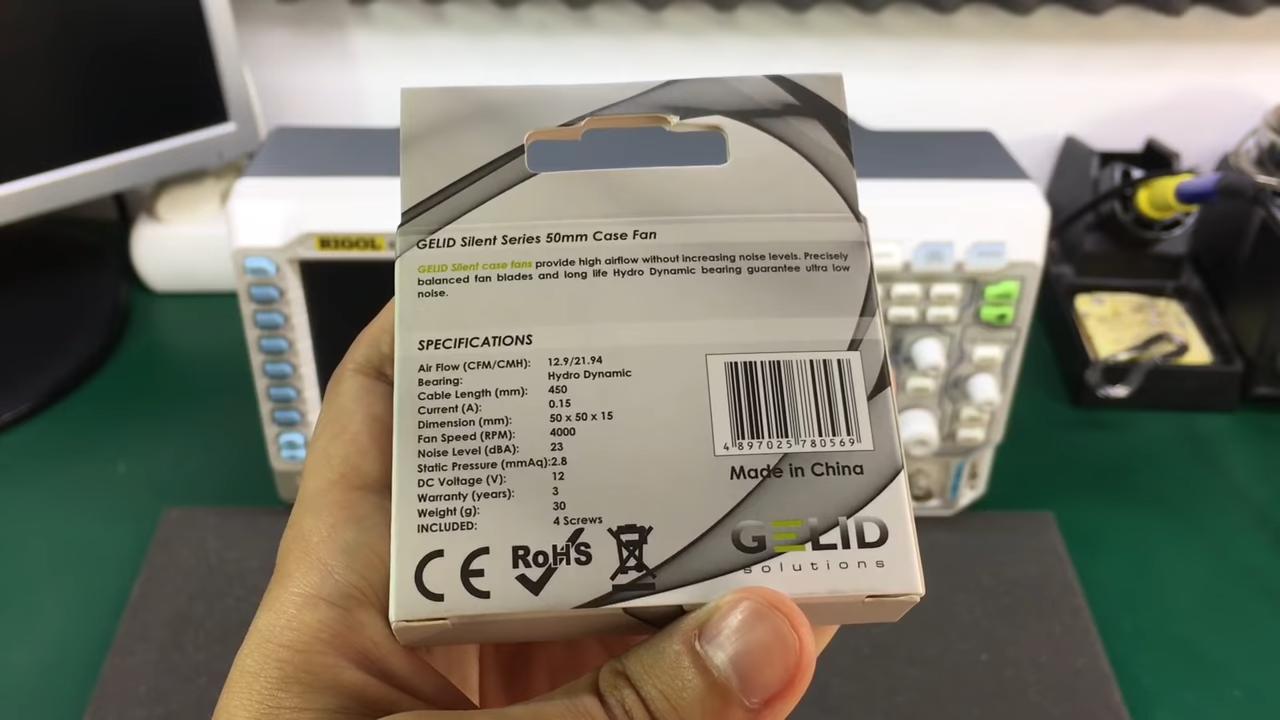 RIGOL
GELID Silent Series 50mm Case Fan
GELID Silent case fans provide high airflow without increasing noise levels. Precisely
balanced fan blades and long life Hydro Dynamic bearing guarantee ultra low
noise.
SPECIFICATIONS
Air Flow (CFM/CMH): 12.9/21.94
Bearing: Hydro Dynamic
Cable Length (mm): 450
Current (A): 0.15
Dimension (mm): 50 x 50 x 15
Fan Speed (RPM): 4000
Noise Level (dBA): 23
Static Pressure (mmAq): 2.8
DC Voltage (V): 12
Warranty (years): 3
Weight (g): 30
INCLUDED: 4 Screws
4 897025 780569
Made in China
CE RoHS
GELID
solutions